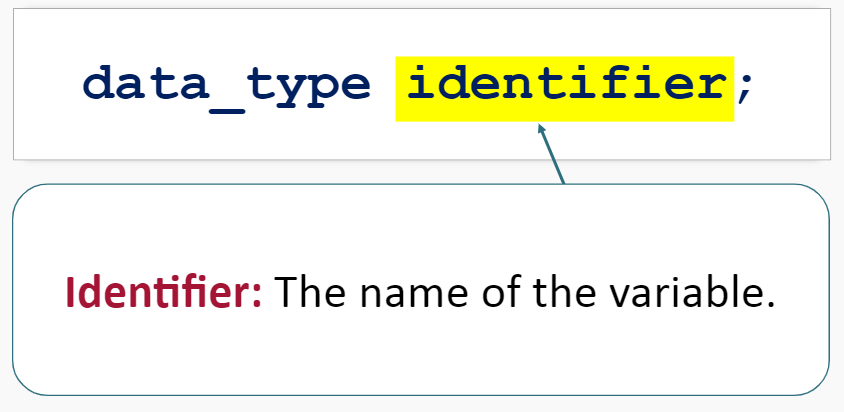 data_type identifier;
Identifier: The name of the variable.